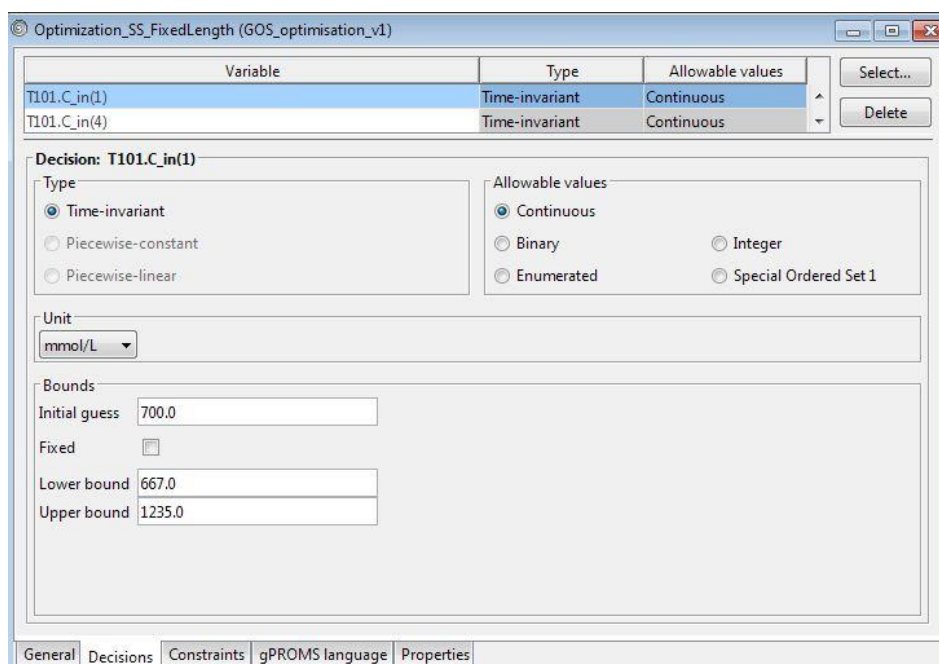 Optimization_SS_FixedLength (GOS_optimisation_v1)
Variable Type Allowable values Select...
T101.C_in(1) Time-invariant Continuous
T101.C_in(4) Time-invariant Continuous Delete
Decision: T101.C_in(1)
Type Allowable values
Time-invariant Continuous
Piecewise-constant Binary Integer
Piecewise-linear Enumerated Special Ordered Set 1
Unit
mmol/L
Bounds
Initial guess 700.0
Fixed
Lower bound 667.0
Upper bound 1235.0
General Decisions Constraints gPROMS language Properties